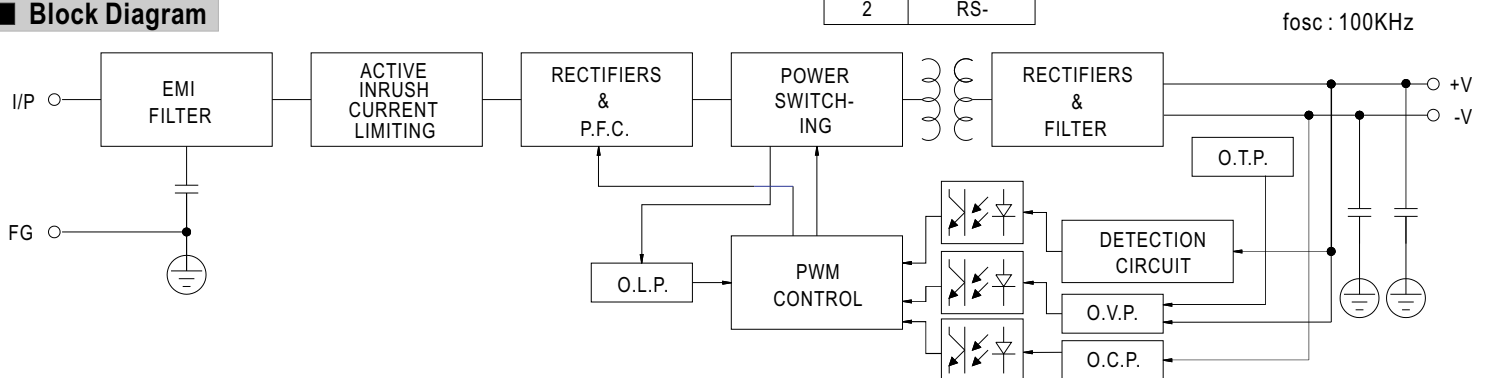 ■ Block Diagram
2 RS-
fosc : 100KHz
I/P
EMI
FILTER
ACTIVE
INRUSH
CURRENT
LIMITING
RECTIFIERS
&
P.F.C.
POWER
SWITCH-
ING
RECTIFIERS
&
FILTER
+V
-V
O.T.P.
FG
O.L.P.
PWM
CONTROL
DETECTION
CIRCUIT
O.V.P.
O.C.P.